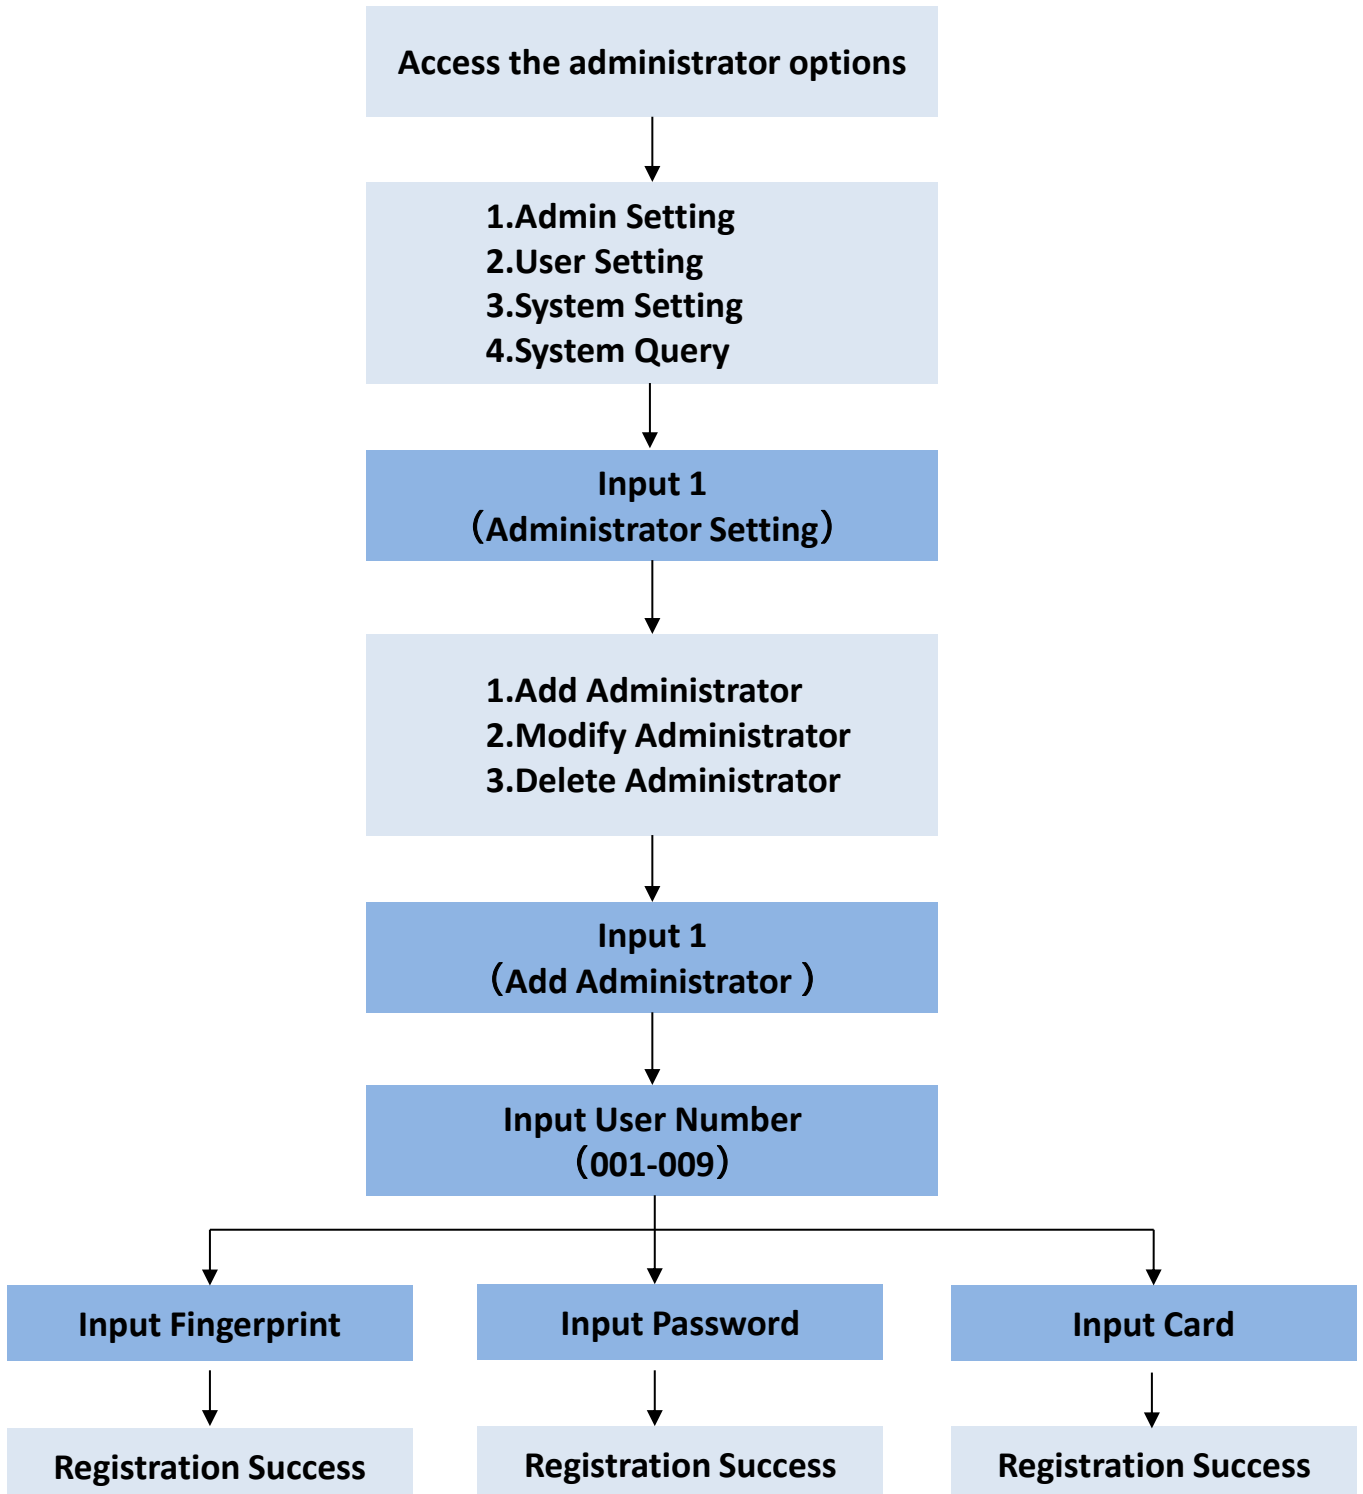 Access the administrator options
1.Admin Setting
2.User Setting
3.System Setting
4.System Query
Input 1
（Administrator Setting）
1.Add Administrator
2.Modify Administrator
3.Delete Administrator
Input 1
（Add Administrator ）
Input User Number
（001-009）
Input Fingerprint
Input Password
Input Card
Registration Success
Registration Success
Registration Success